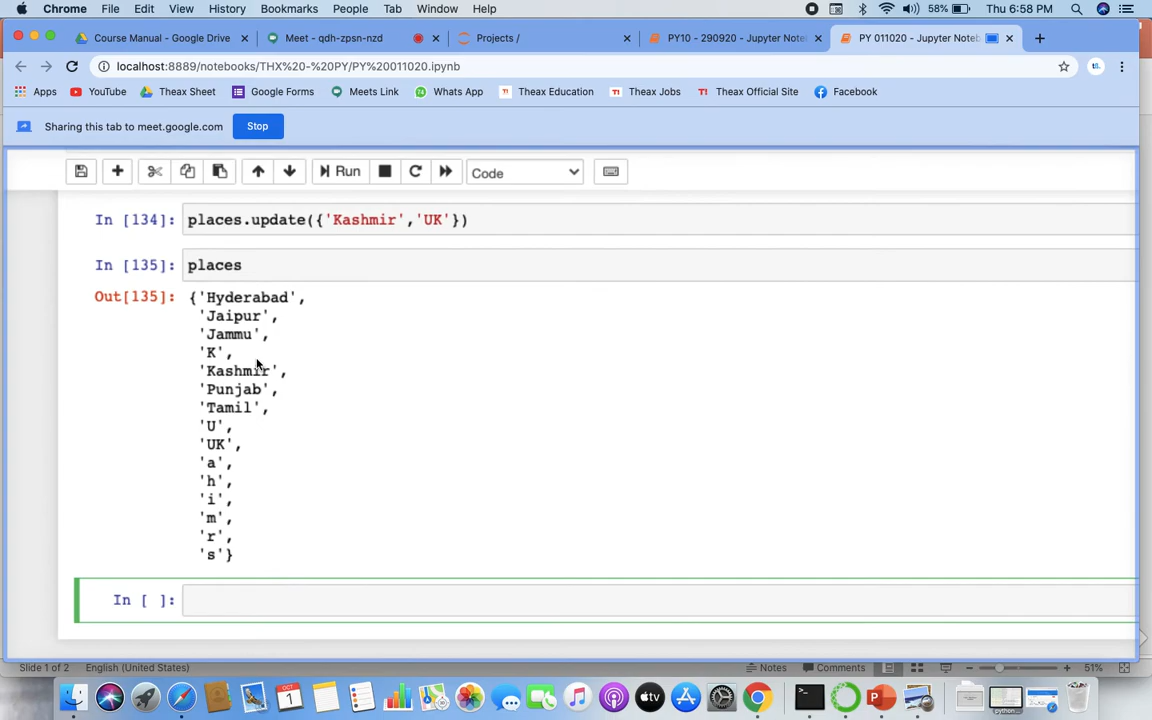 Chrome File Edit View History Bookmarks People Tab Window Help 58% Thu 6:58 PM
Course Manual - Google Drive Meet - qdh-zpsn-nzd Projects / PY10 - 290920 - Jupyter Note PY 011020 - Jupyter Noteb
localhost:8889/notebooks/THX%20-%20PY/PY%20011020.ipynb
Apps YouTube Theax Sheet Google Forms Meets Link Whats App Theax Education Theax Jobs Theax Official Site Facebook
Sharing this tab to meet.google.com Stop
Run Code
In [134]: places.update({'Kashmir','UK'})
In [135]: places
Out[135]: {'Hyderabad',
'Jaipur',
'Jammu',
'K',
'Kashmir',
'Punjab',
'Tamil',
'U',
'UK',
'a',
'h',
'i',
'm',
'r',
's'}
In [ ]:
Slide 1 of 2 English (United States) Notes Comments 51%